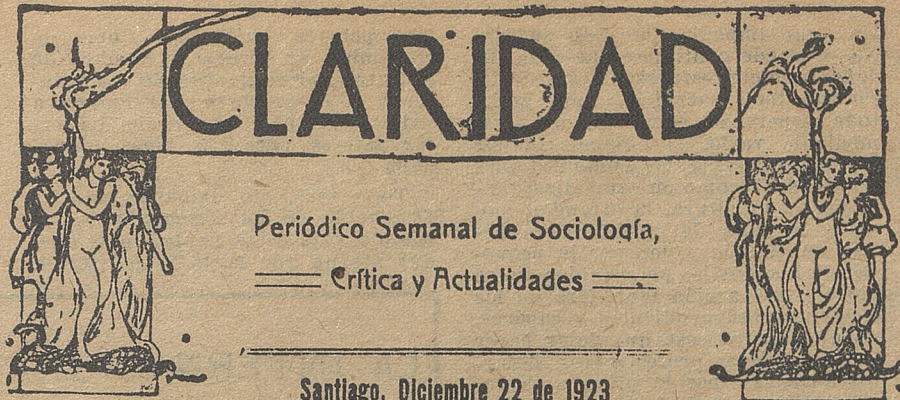 CLARIDAD
Periódico Semanal de Sociología,
Crítica y Actualidades
Santiago, Diciembre 22 de 1923